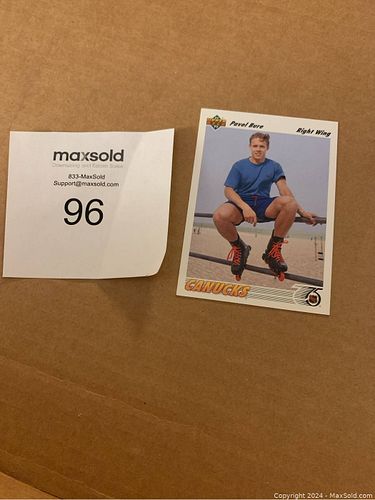 maxsold
Downsizing and Estate Sales
833-MaxSold
Support@maxsold.com
96
Pavel Bure
Right Wing
CANUCKS
75
Copyright © 2024 - MaxSold.com